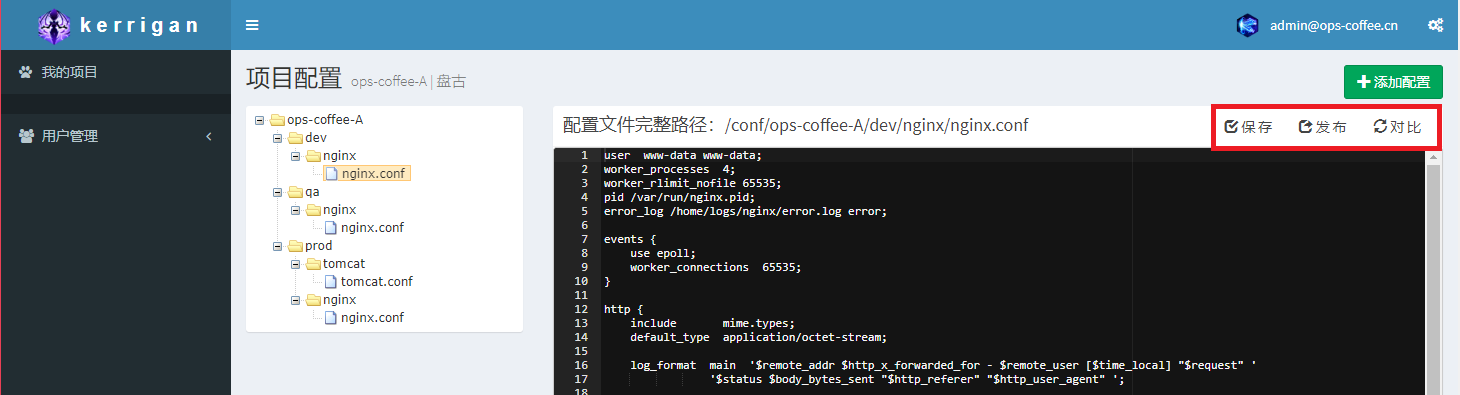 kerrigan
admin@ops-coffee.cn
我的项目
用户管理
项目配置 ops-coffee-A | 盘古
添加配置
ops-coffee-A
dev
nginx
nginx.conf
qa
nginx
nginx.conf
prod
tomcat
tomcat.conf
nginx
nginx.conf
配置文件完整路径：/conf/ops-coffee-A/dev/nginx/nginx.conf
保存 发布 对比
1 user  www-data www-data;
2 worker_processes  4;
3 worker_rlimit_nofile 65535;
4 pid /var/run/nginx.pid;
5 error_log /home/logs/nginx/error.log error;
6
7 events {
8     use epoll;
9     worker_connections  65535;
10 }
11
12 http {
13     include       mime.types;
14     default_type  application/octet-stream;
15
16     log_format  main  '$remote_addr $http_x_forwarded_for - $remote_user [$time_local] "$request" '
17                 '$status $body_bytes_sent "$http_referer" "$http_user_agent" ';
18